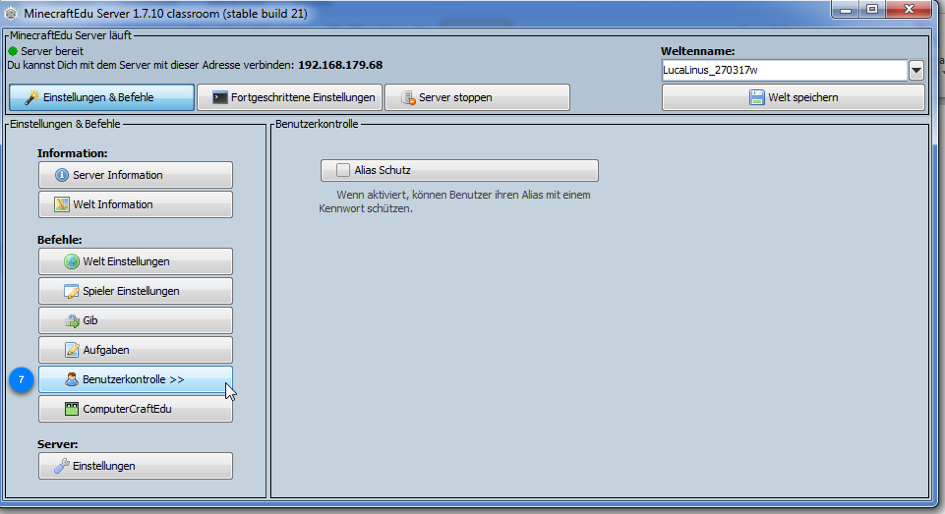 MinecraftEdu Server 1.7.10 classroom (stable build 21)
MinecraftEdu Server läuft
Server bereit
Du kannst Dich mit dem Server mit dieser Adresse verbinden: 192.168.179.68
Weltenname:
LucaLinus_270317w
Einstellungen & Befehle
Fortgeschrittene Einstellungen
Server stoppen
Welt speichern
Einstellungen & Befehle
Information:
Server Information
Welt Information
Befehle:
Welt Einstellungen
Spieler Einstellungen
Gib
Aufgaben
7
Benutzerkontrolle >>
ComputerCraftEdu
Server:
Einstellungen
Benutzerkontrolle
Alias Schutz
Wenn aktiviert, können Benutzer ihren Alias mit einem
Kennwort schützen.